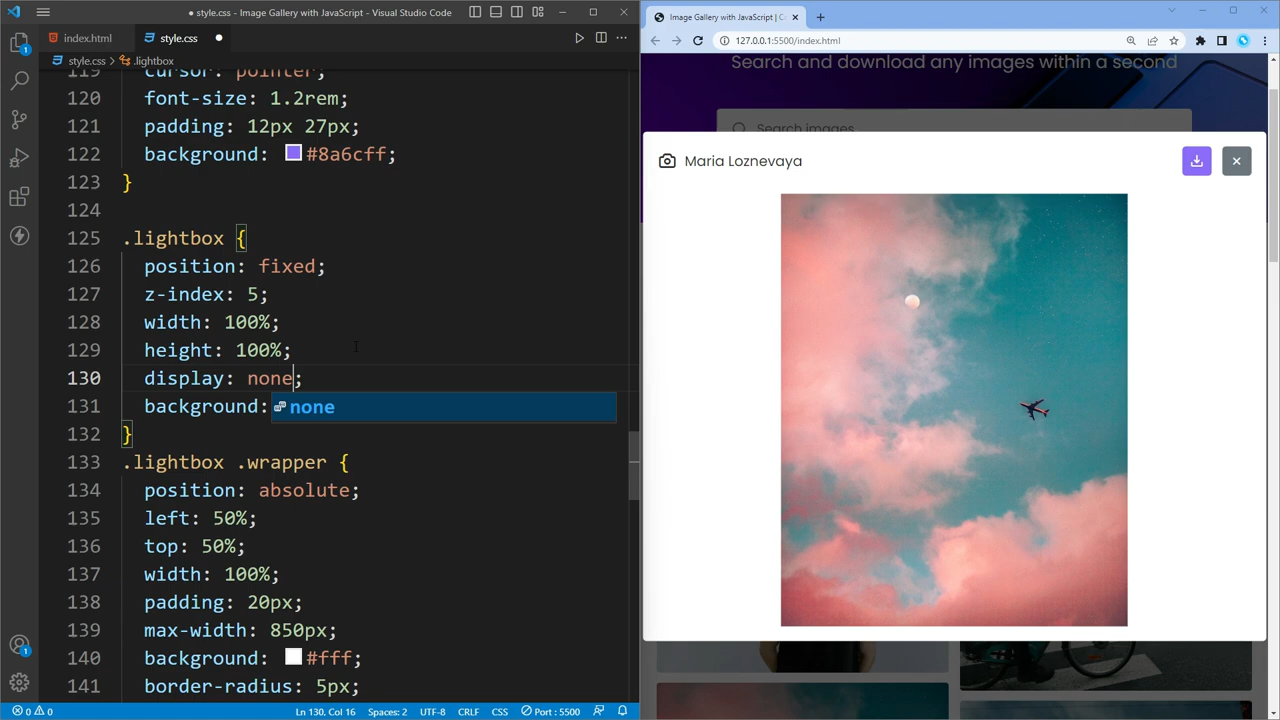 style.css - Image Gallery with JavaScript - Visual Studio Code
index.html
style.css
style.css > .lightbox
119 cursor: pointer;
120 font-size: 1.2rem;
121 padding: 12px 27px;
122 background: #8a6cff;
123 }
124
125 .lightbox {
126 position: fixed;
127 z-index: 5;
128 width: 100%;
129 height: 100%;
130 display: none;
131 background:
none
132 }
133 .lightbox .wrapper {
134 position: absolute;
135 left: 50%;
136 top: 50%;
137 width: 100%;
138 padding: 20px;
139 max-width: 850px;
140 background: #fff;
141 border-radius: 5px;
1
1
0 0 Ln 130, Col 16 Spaces: 2 UTF-8 CRLF CSS Port : 5500
Image Gallery with JavaScript | C
127.0.0.1:5500/index.html
Search and download any images within a second
Search images
Maria Loznevaya